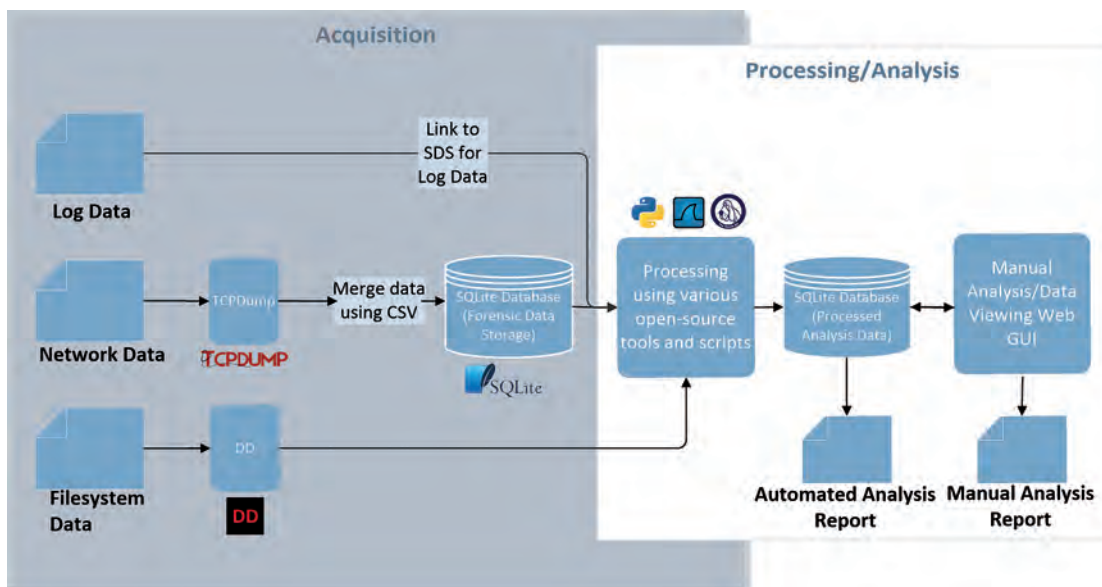 Acquisition
Processing/Analysis
Link to
SDS for
Log Data
Log Data
TCPDump
Merge data
using CSV
SQLite Database
(Forensic Data
Storage)
Processing
using various
open-source
tools and scripts
SQLite Database
(Processed
Analysis Data)
Manual
Analysis/Data
Viewing Web
GUI
Network Data
TCPDUMP
SQLite
DD
Filesystem
Data
DD
Automated Analysis
Report
Manual Analysis
Report